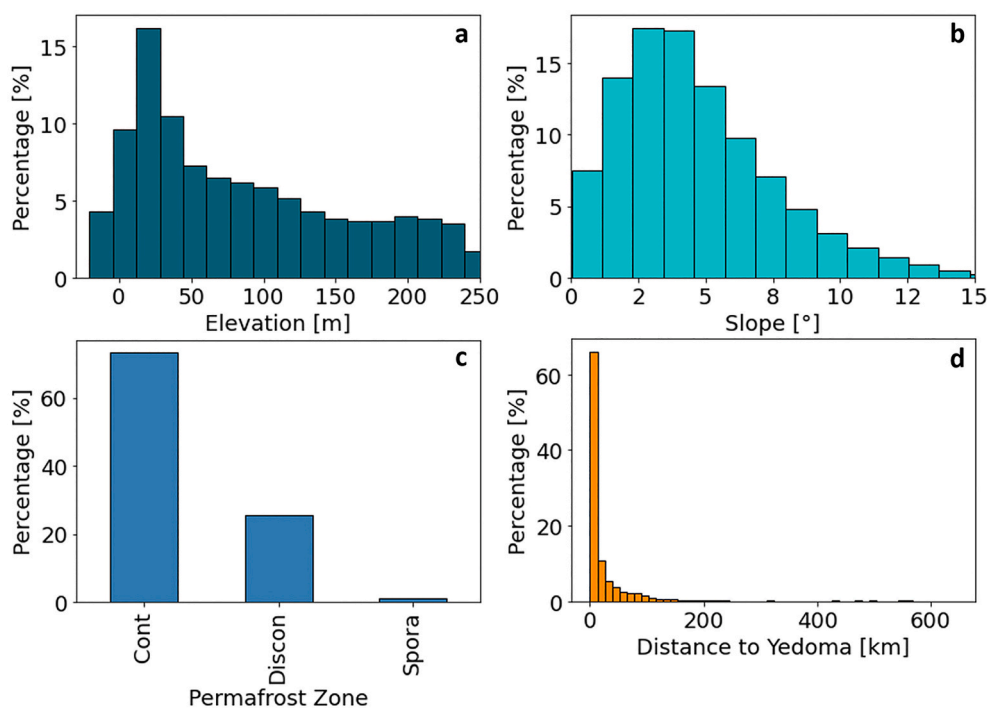 a
Percentage [%]
15
10
5
0
0 50 100 150 200 250
Elevation [m]
b
Percentage [%]
15
10
5
0
0 2 5 8 10 12 15
Slope [°]
c
Percentage [%]
60
40
20
0
Cont Discon Spora
Permafrost Zone
d
Percentage [%]
60
40
20
0
0 200 400 600
Distance to Yedoma [km]